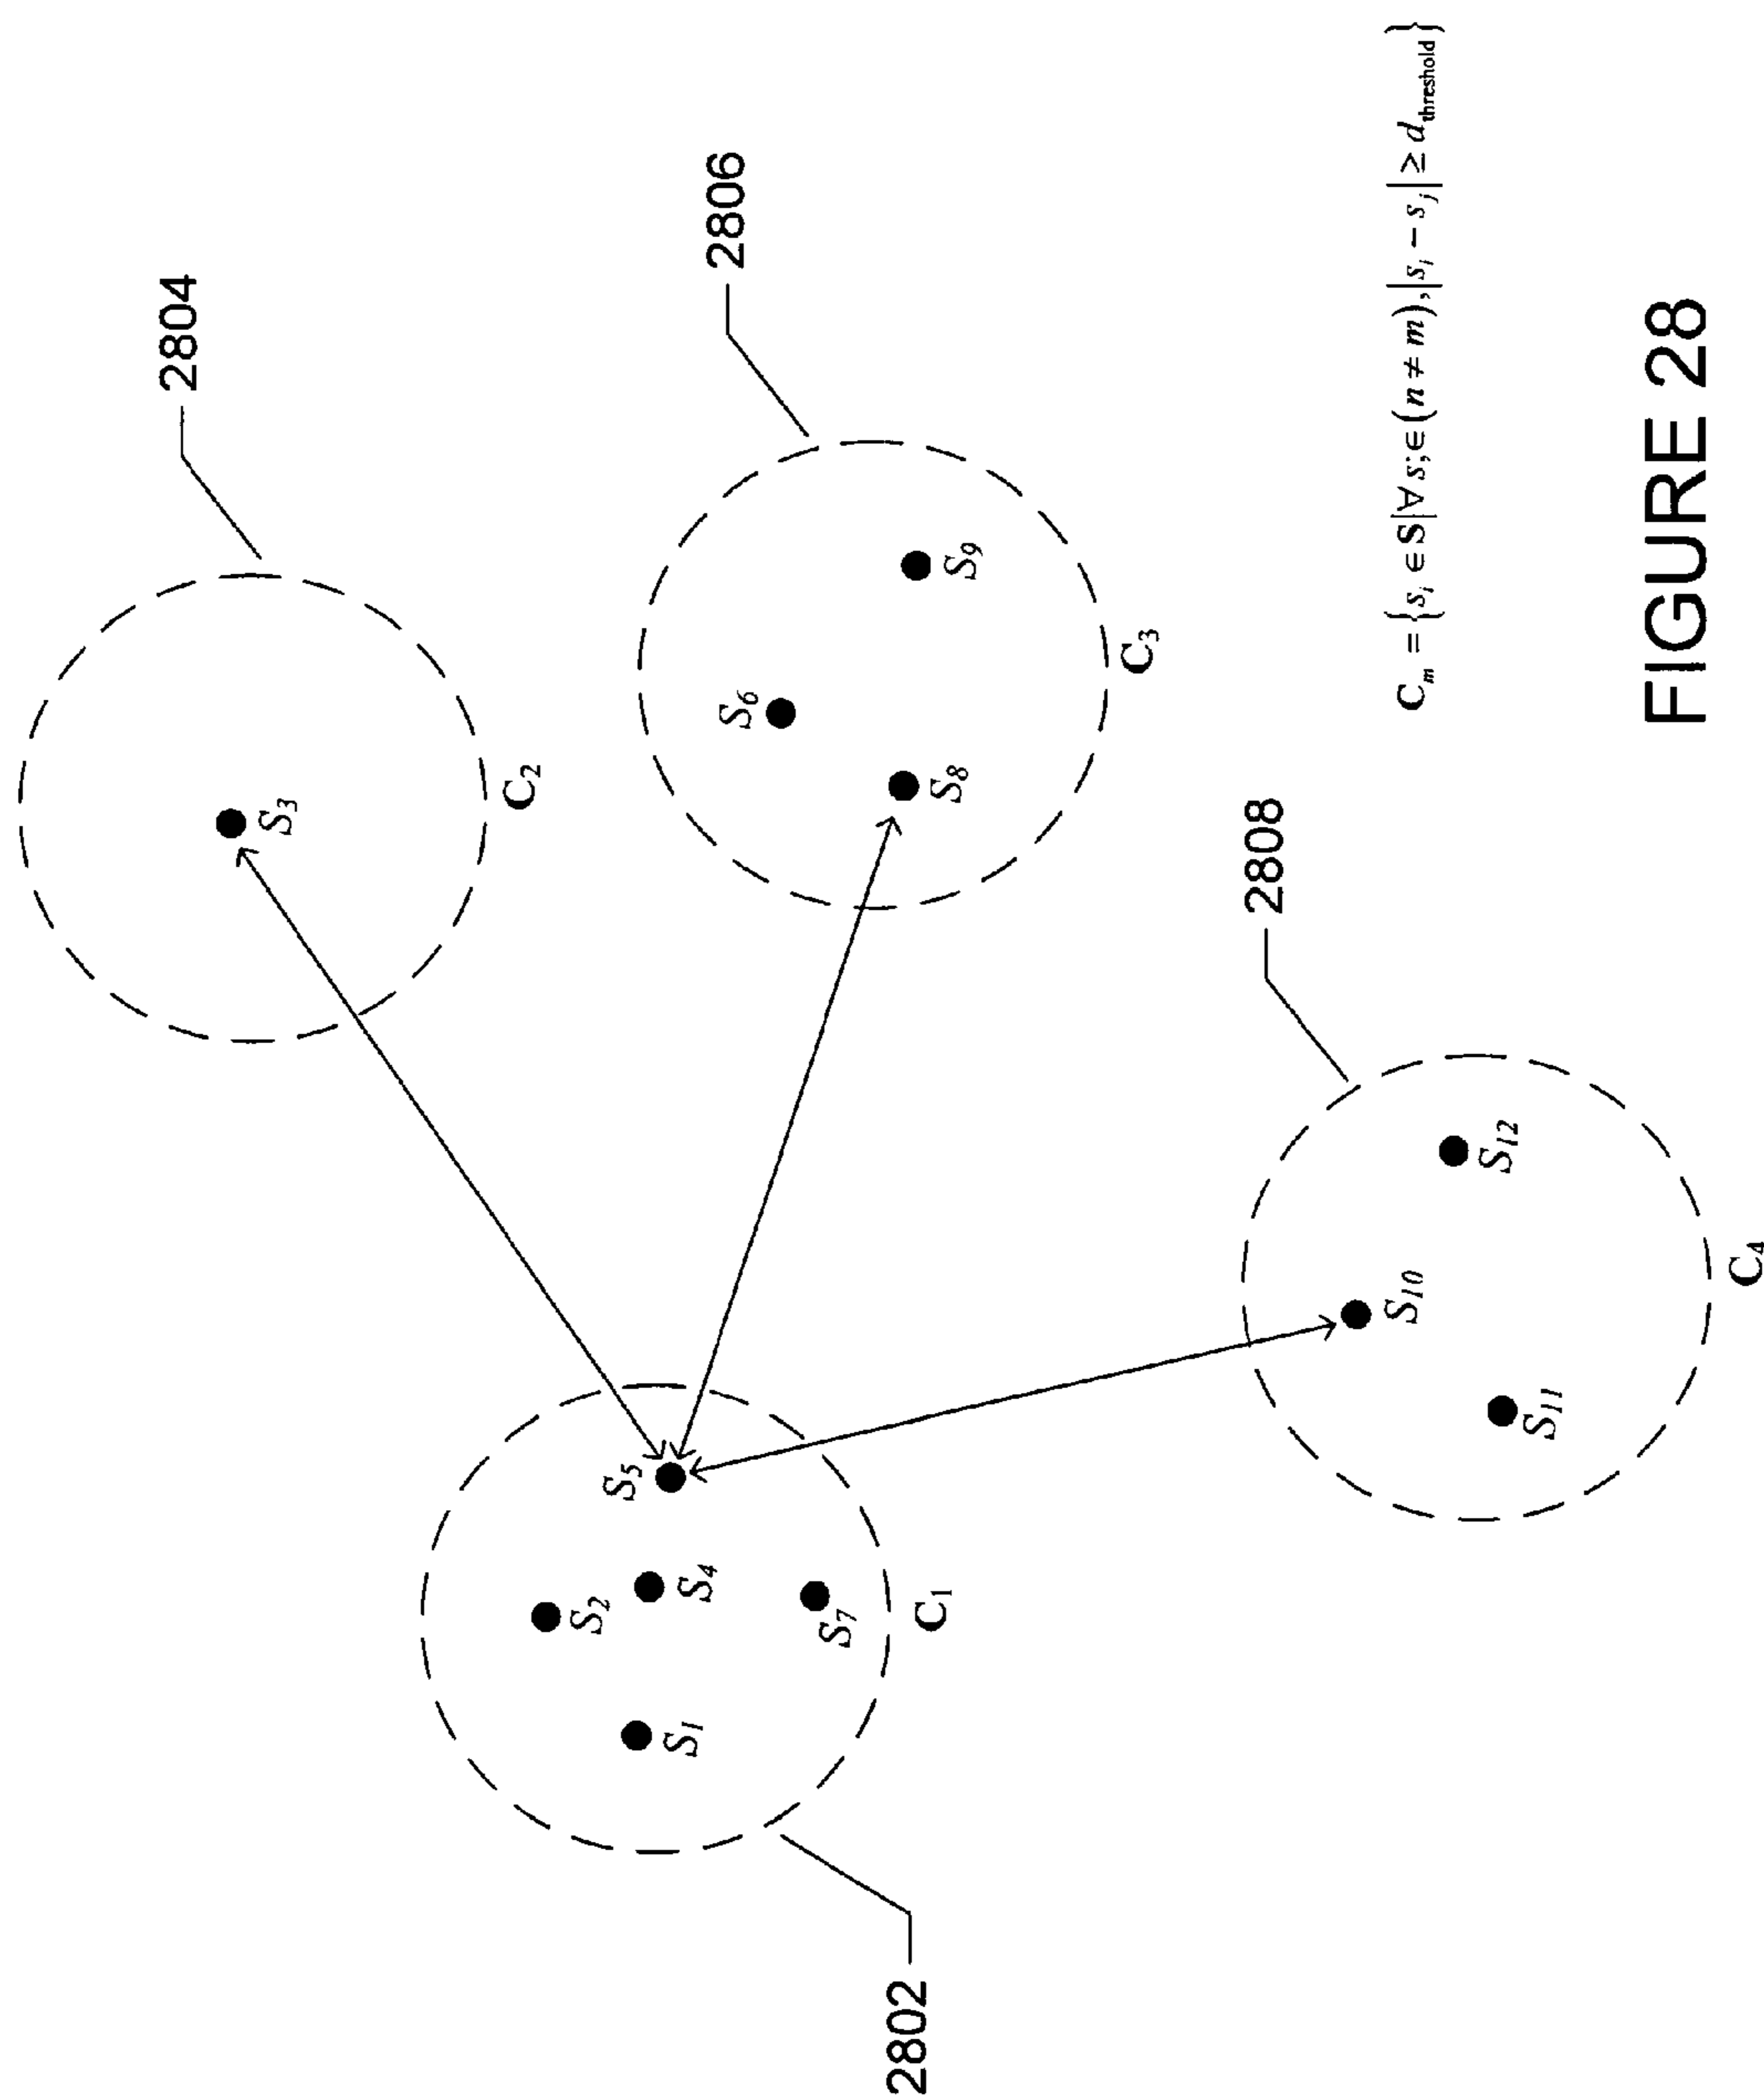 2804
S3
C2
2806
S6
S9
S8
C3
2802
S2
S5
S1
S4
S7
C1
2808
S10
S12
S11
C4
Cm = {si ∈ S|∀s;∈(n ≠ m),|si − sj| ≥ dthreshold}
FIGURE 28